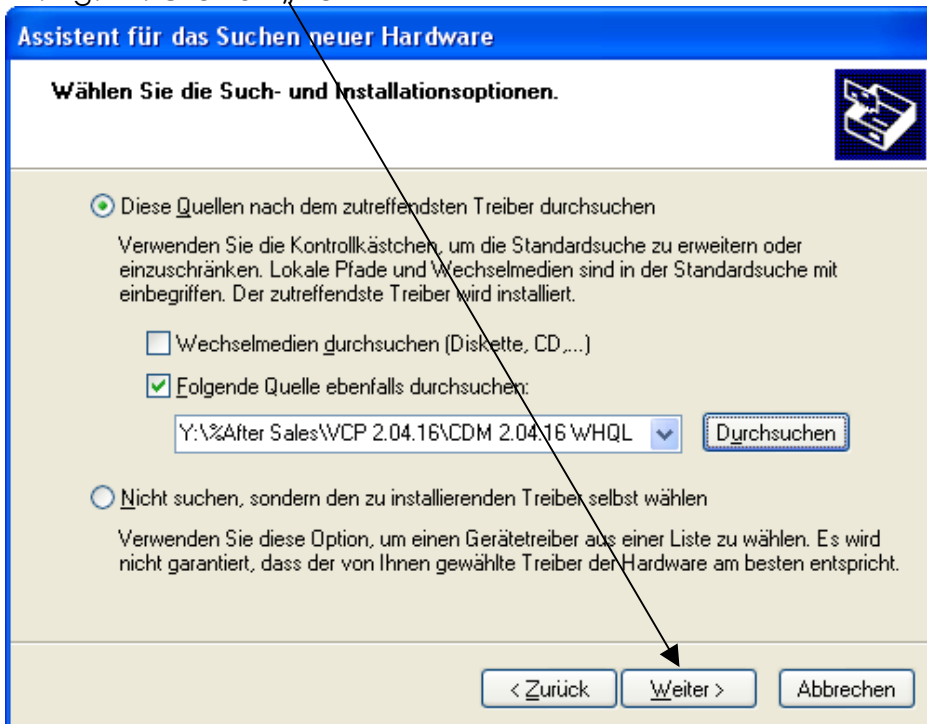 Assistent für das Suchen neuer Hardware
Wählen Sie die Such- und Installationsoptionen.
Diese Quellen nach dem zutreffendsten Treiber durchsuchen
Verwenden Sie die Kontrollkästchen, um die Standardsuche zu erweitern oder
einzuschränken. Lokale Pfade und Wechselmedien sind in der Standardsuche mit
einbegriffen. Der zutreffendste Treiber wird installiert.
Wechselmedien durchsuchen (Diskette, CD,...)
Folgende Quelle ebenfalls durchsuchen:
Y:\%After Sales\VCP 2.04.16\CDM 2.04.16 WHQL Durchsuchen
Nicht suchen, sondern den zu installierenden Treiber selbst wählen
Verwenden Sie diese Option, um einen Gerätetreiber aus einer Liste zu wählen. Es wird
nicht garantiert, dass der von Ihnen gewählte Treiber der Hardware am besten entspricht.
< Zurück Weiter > Abbrechen